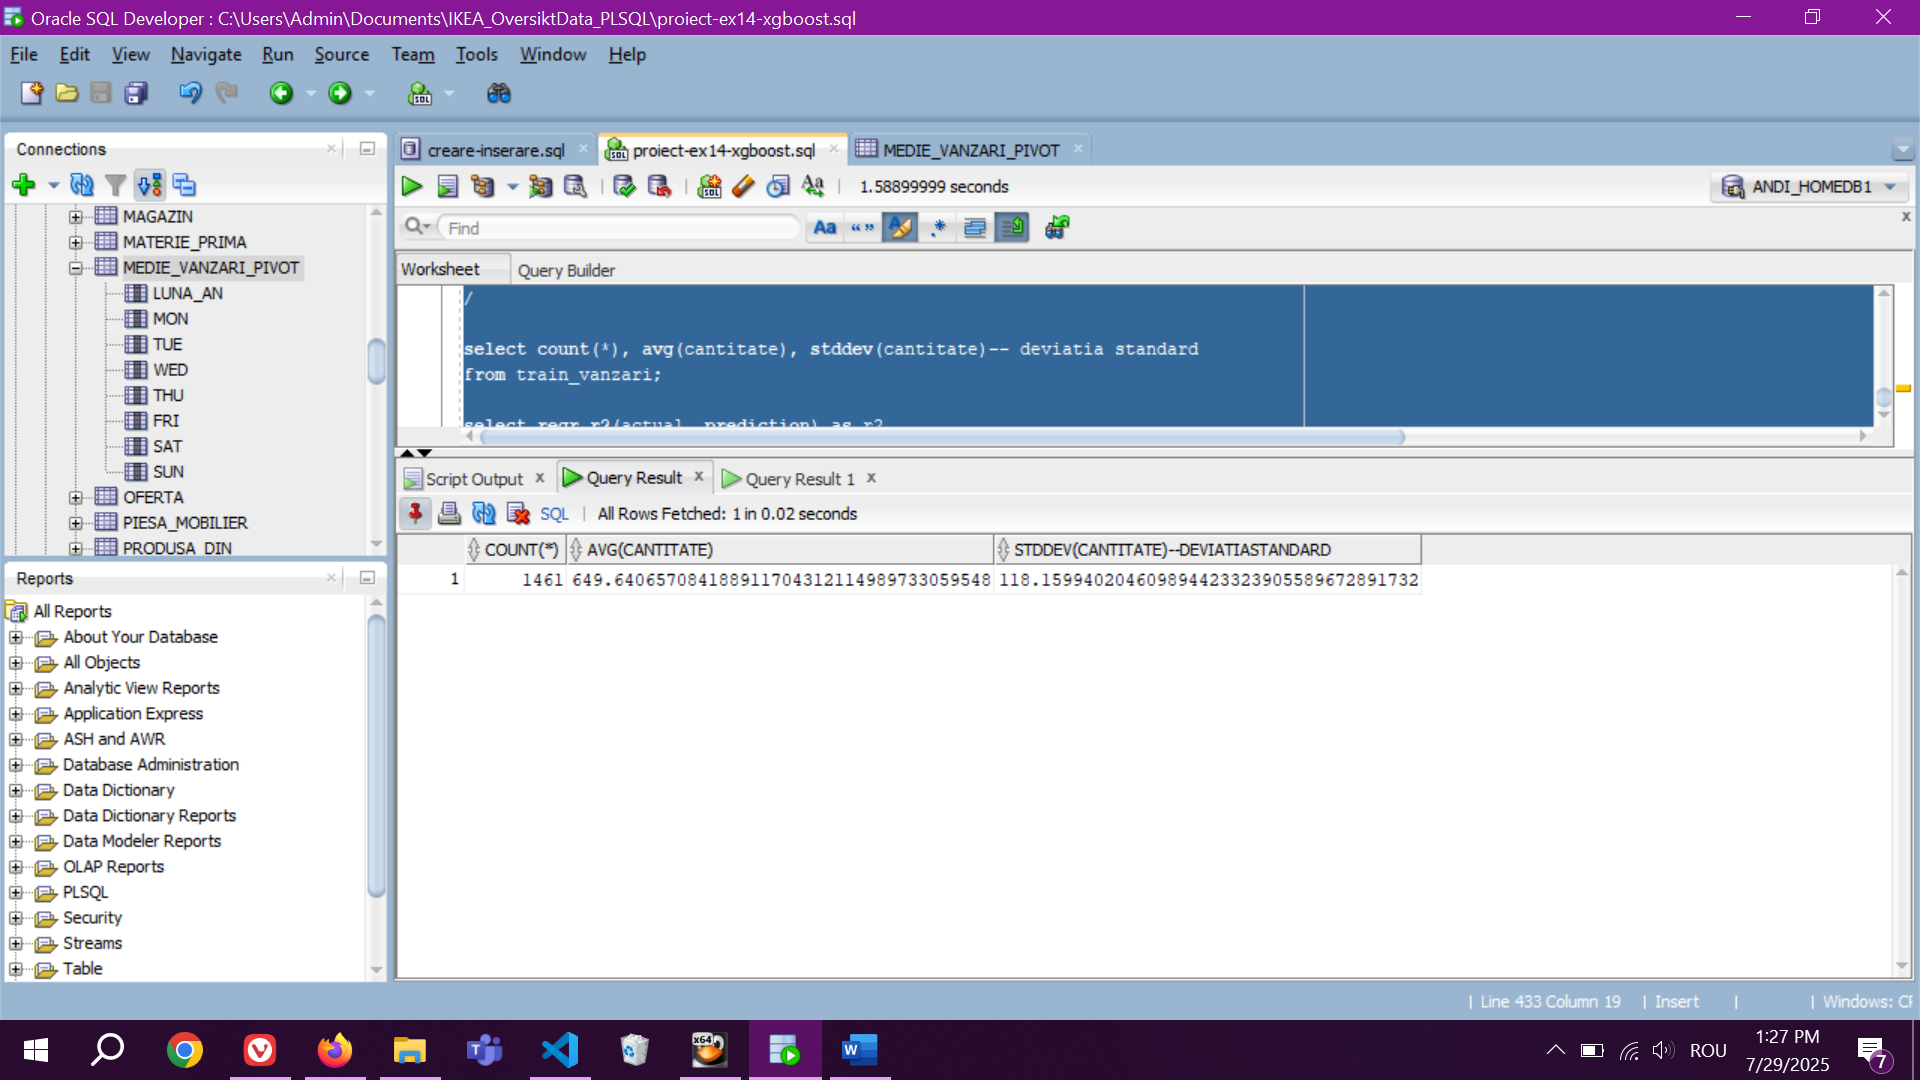 Oracle SQL Developer : C:\Users\Admin\Documents\IKEA_OversiktData_PLSQL\proiect-ex14-xgboost.sql
File Edit View Navigate Run Source Team Tools Window Help
Connections
MAGAZIN
MATERIE_PRIMA
MEDIE_VANZARI_PIVOT
LUNA_AN
MON
TUE
WED
THU
FRI
SAT
SUN
OFERTA
PIESA_MOBILIER
PRODUSA_DIN
Reports
All Reports
About Your Database
All Objects
Analytic View Reports
Application Express
ASH and AWR
Database Administration
Data Dictionary
Data Dictionary Reports
Data Modeler Reports
OLAP Reports
PLSQL
Security
Streams
Table
creare-inserare.sql
proiect-ex14-xgboost.sql
MEDIE_VANZARI_PIVOT
1.58899999 seconds
ANDI_HOMEDB1
Find
Worksheet Query Builder
/
select count(*), avg(cantitate), stddev(cantitate)-- deviatia standard
from train_vanzari;
select regr_r2(actual, prediction) as r2
Script Output x
Query Result x
Query Result 1 x
SQL | All Rows Fetched: 1 in 0.02 seconds
COUNT(*) AVG(CANTITATE) STDDEV(CANTITATE)--DEVIATIASTANDARD
1 1461 649.640657084188911704312114989733059548 118.159940204609894423323905589672891732
| Line 433 Column 19 | Insert | | Windows: CF
ROU
1:27 PM
7/29/2025
7